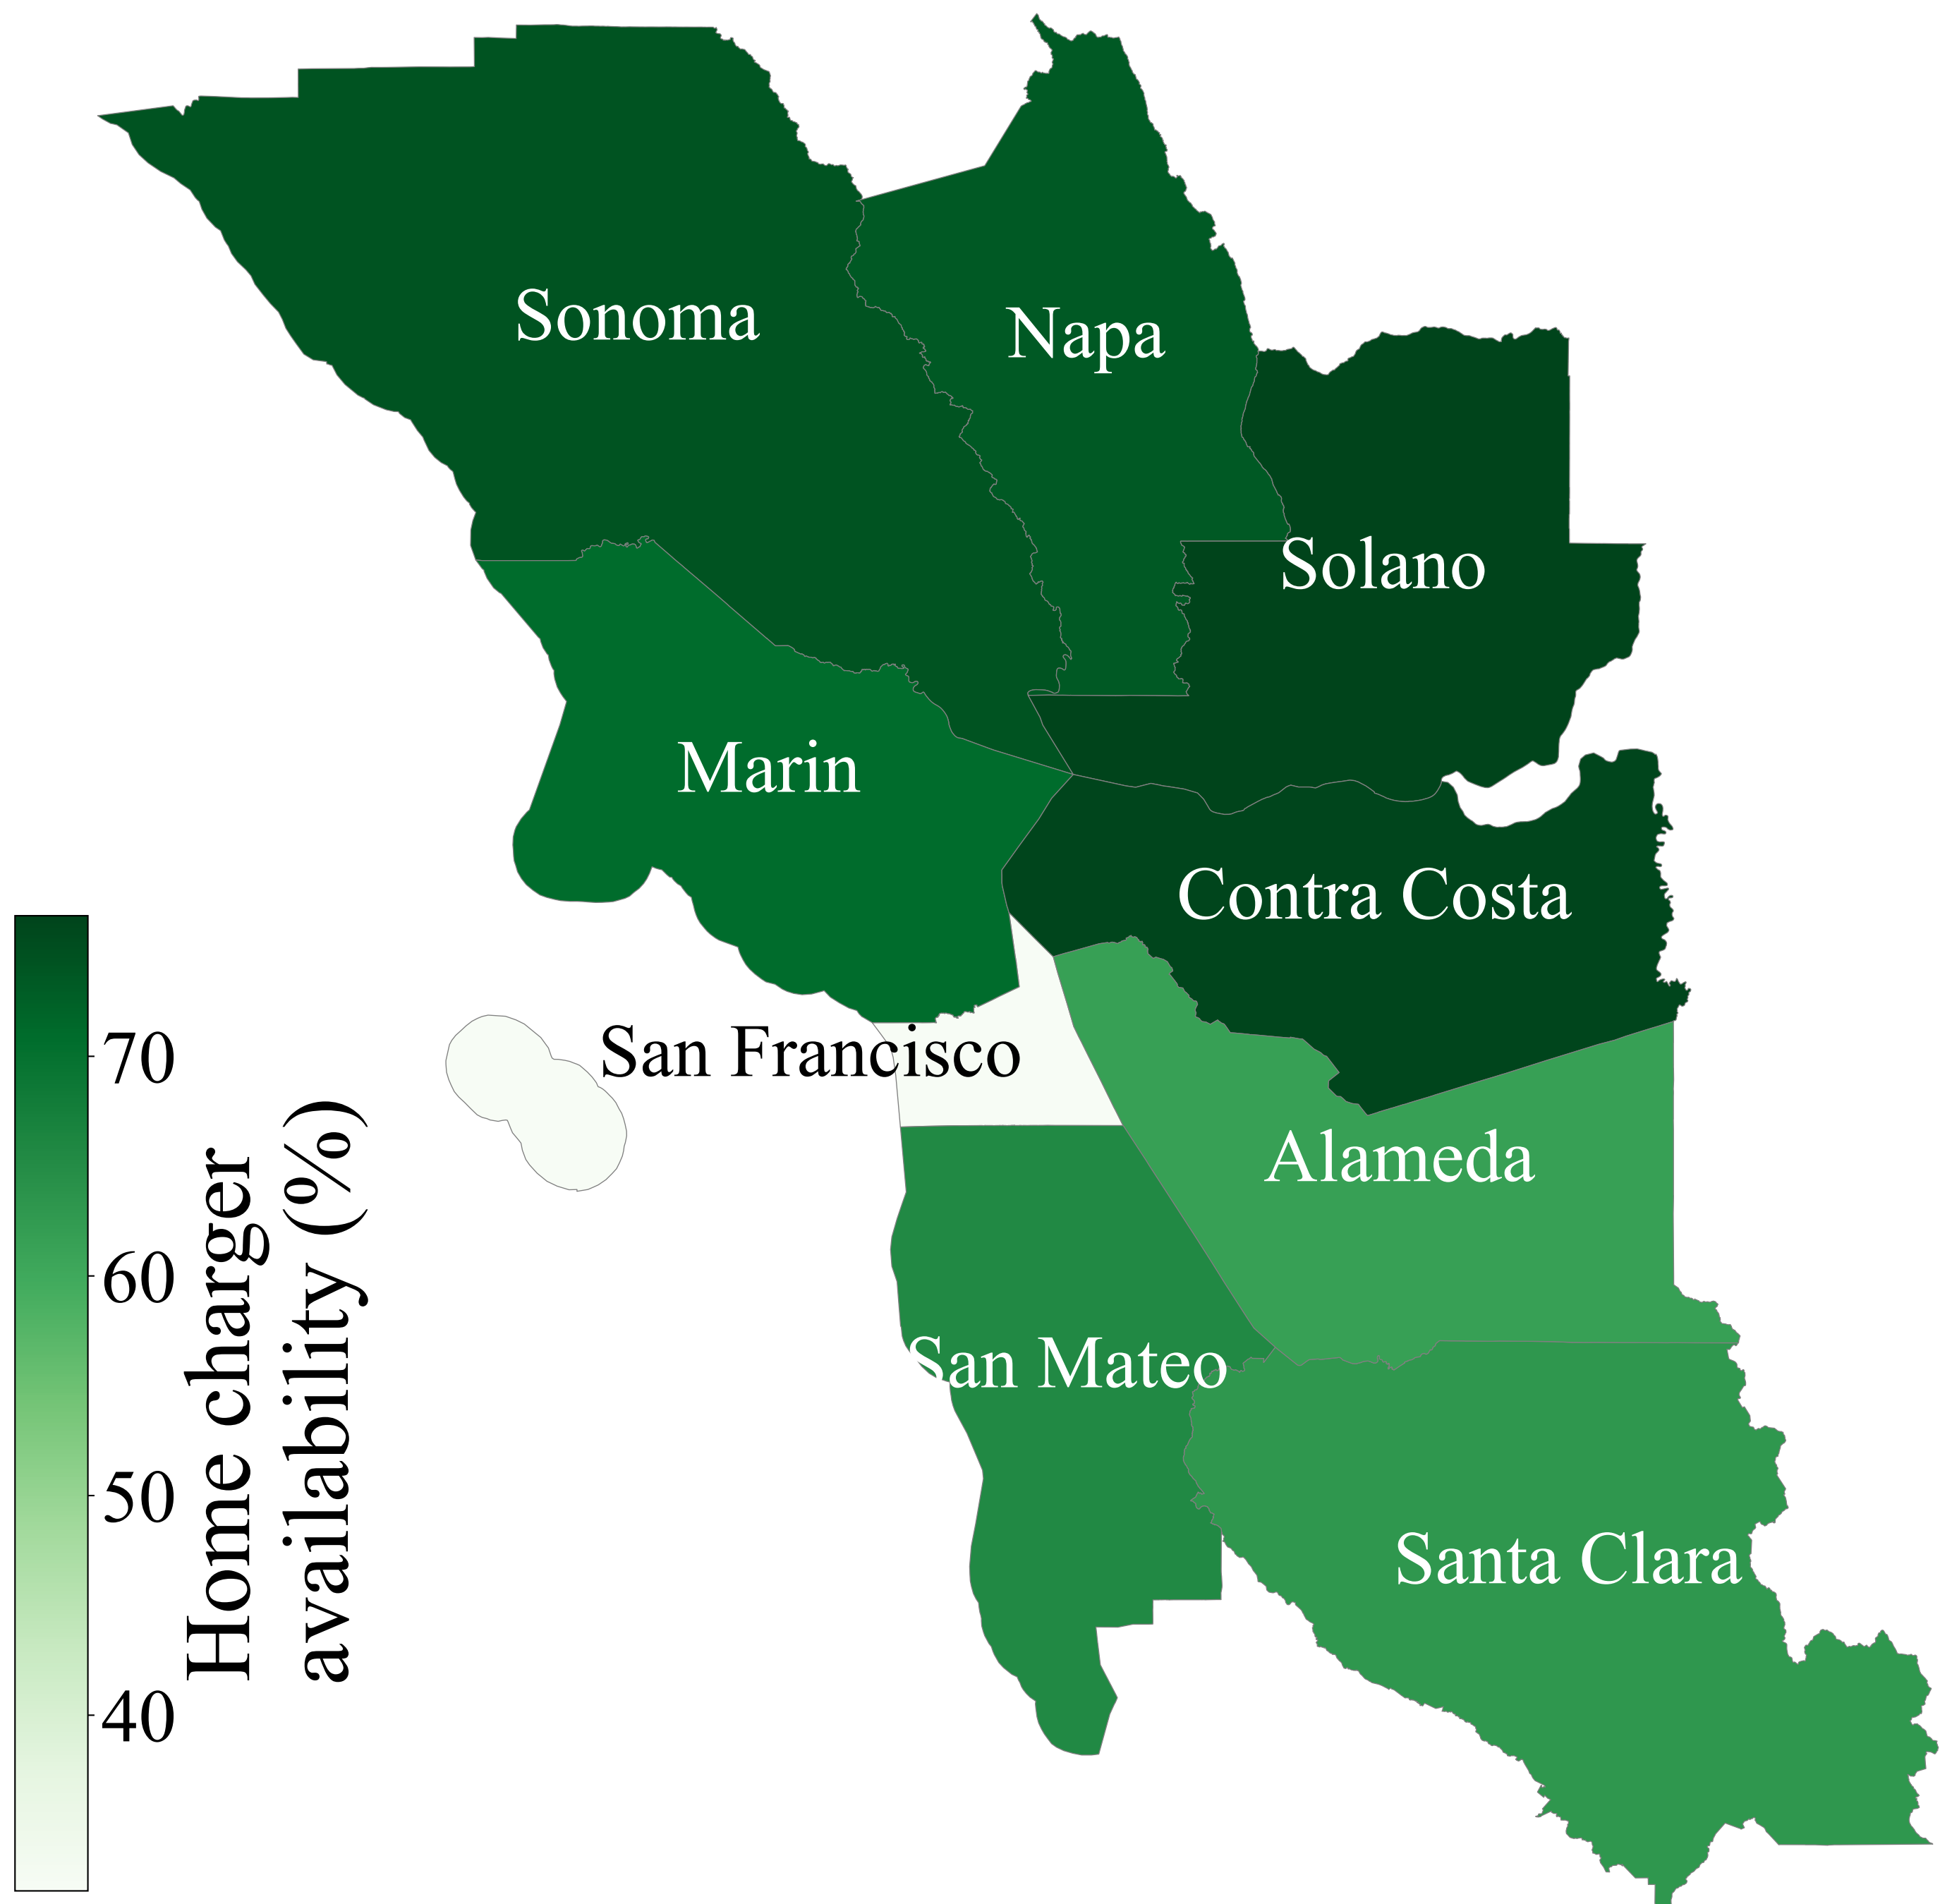 Sonoma
Napa
Solano
Marin
Contra Costa
San Francisco
Alameda
San Mateo
Santa Clara
70
60
50
40
Home charger
availability (%)